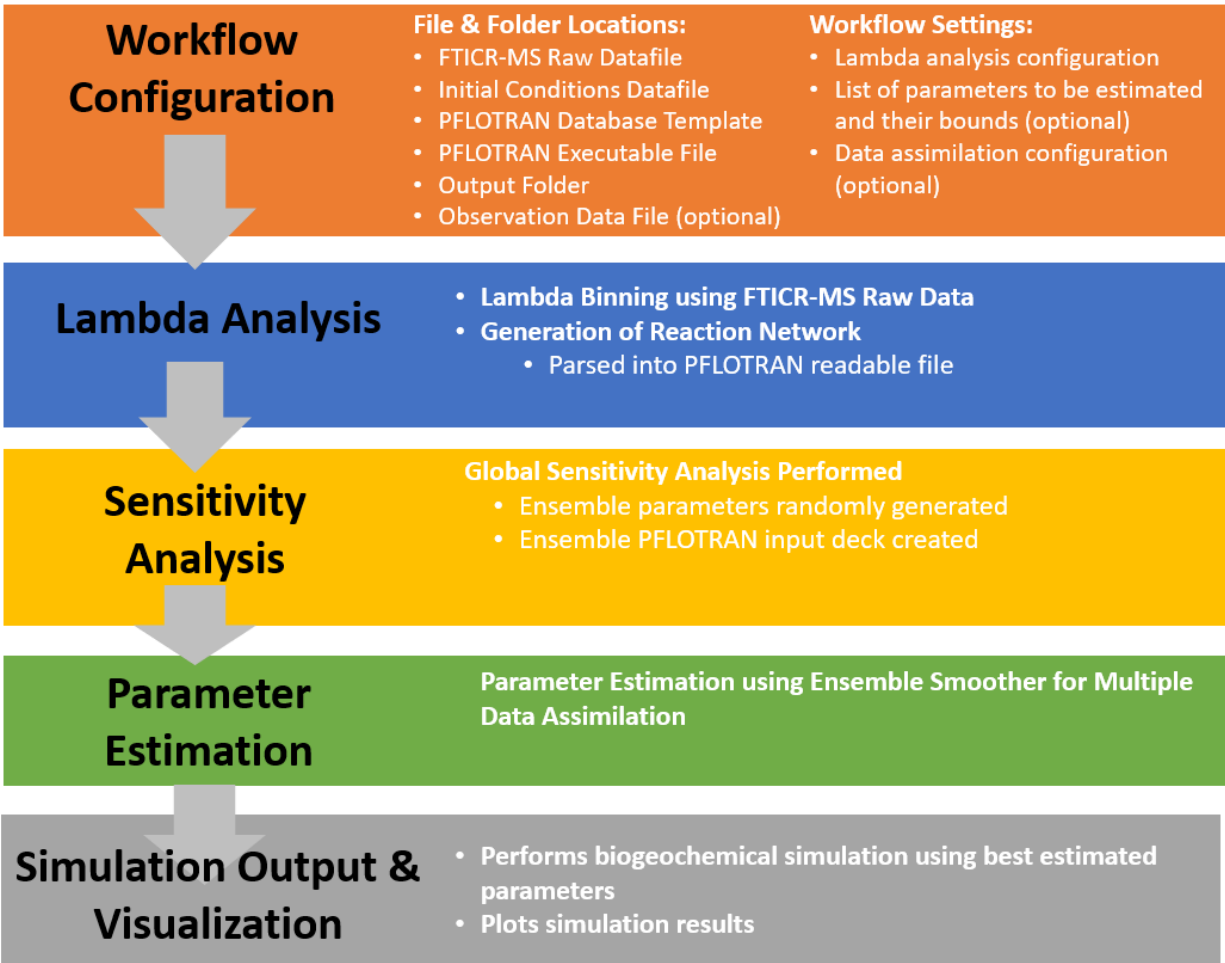 Workflow
Configuration
File & Folder Locations:
• FTICR-MS Raw Datafile
• Initial Conditions Datafile
• PFLOTRAN Database Template
• PFLOTRAN Executable File
• Output Folder
• Observation Data File (optional)
Workflow Settings:
• Lambda analysis configuration
• List of parameters to be estimated
and their bounds (optional)
• Data assimilation configuration
(optional)
Lambda Analysis
• Lambda Binning using FTICR-MS Raw Data
• Generation of Reaction Network
• Parsed into PFLOTRAN readable file
Sensitivity
Analysis
Global Sensitivity Analysis Performed
• Ensemble parameters randomly generated
• Ensemble PFLOTRAN input deck created
Parameter
Estimation
Parameter Estimation using Ensemble Smoother for Multiple
Data Assimilation
Simulation Output &
Visualization
• Performs biogeochemical simulation using best estimated
parameters
• Plots simulation results